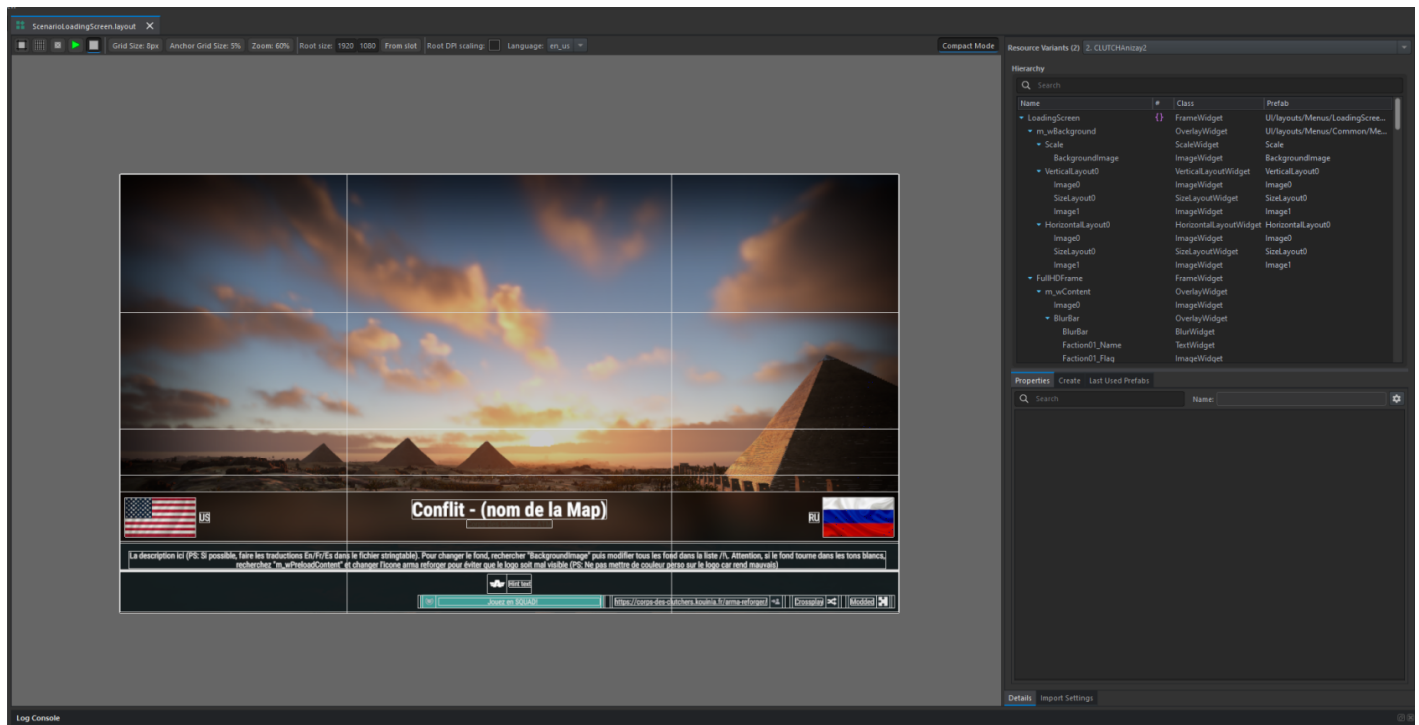 ScenarioLoadingScreen.layout
Grid Size: 8px Anchor Grid Size: 5% Zoom: 60% Root size: 1920 1080 From slot Root DPI scaling: Language: en_us Compact Mode
Resource Variants (2) 2. CLUTCHAnizay2
Hierarchy
Search
Name # Class Prefab
LoadingScreen {} FrameWidget UI/layouts/Menus/LoadingScree...
m_wBackground OverlayWidget UI/layouts/Menus/Common/Me...
Scale ScaleWidget Scale
BackgroundImage ImageWidget BackgroundImage
VerticalLayout0 VerticalLayoutWidget VerticalLayout0
Image0 ImageWidget Image0
SizeLayout0 SizeLayoutWidget SizeLayout0
Image1 ImageWidget Image1
HorizontalLayout0 HorizontalLayoutWidget HorizontalLayout0
Image0 ImageWidget Image0
SizeLayout0 SizeLayoutWidget SizeLayout0
Image1 ImageWidget Image1
FullHDFrame FrameWidget
m_wContent OverlayWidget
Image0 ImageWidget
BlurBar OverlayWidget
BlurBar BlurWidget
Faction01_Name TextWidget
Faction01_Flag ImageWidget
Properties Create Last Used Prefabs
Search Name:
US
Conflit - (nom de la Map)
RU
La description ici (PS: Si possible, faire les traductions En/Fr/Es dans le fichier stringtable). Pour changer le fond, rechercher "BackgroundImage" puis modifier tous les fond dans la liste /!\. Attention, si le fond tourne dans les tons blancs,
recherchez "m_wPreloadContent" et changer l'icone arma reforger pour éviter que le logo soit mal visible (PS: Ne pas mettre de couleur perso sur le logo car rend mauvais)
Hint text
Jouez en SQUAD!
https://corps-des-clutchers.kouinia.fr/arma-reforger/
Crossplay
Modded
Details Import Settings
Log Console